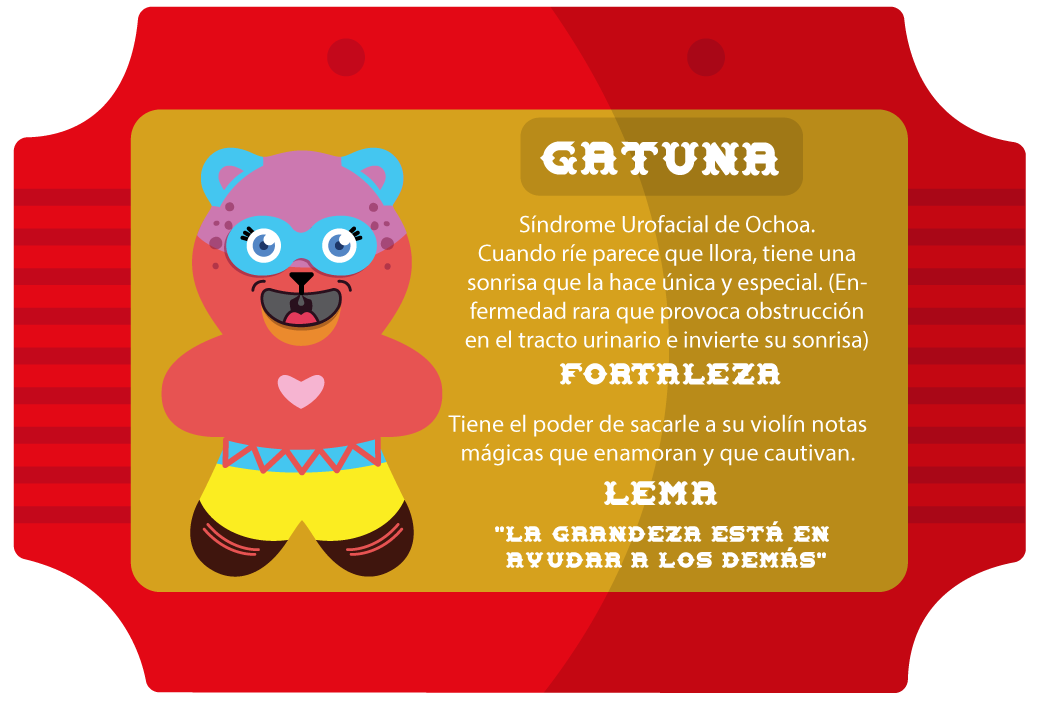 GATUNA
Síndrome Urofacial de Ochoa.
Cuando ríe parece que llora, tiene una
sonrisa que la hace única y especial. (En-
fermedad rara que provoca obstrucción
en el tracto urinario e invierte su sonrisa)
FORTALEZA
Tiene el poder de sacarle a su violín notas
mágicas que enamoran y que cautivan.
LEMA
"LA GRANDEZA ESTÁ EN
AYUDAR A LOS DEMÁS"